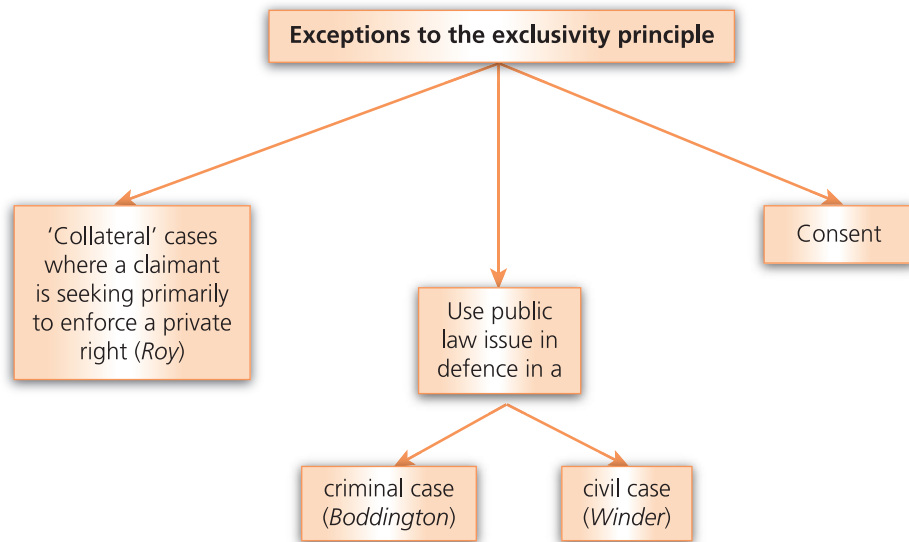 Exceptions to the exclusivity principle
‘Collateral’ cases
where a claimant
is seeking primarily
to enforce a private
right (Roy)
Use public
law issue in
defence in a
Consent
criminal case
(Boddington)
civil case
(Winder)